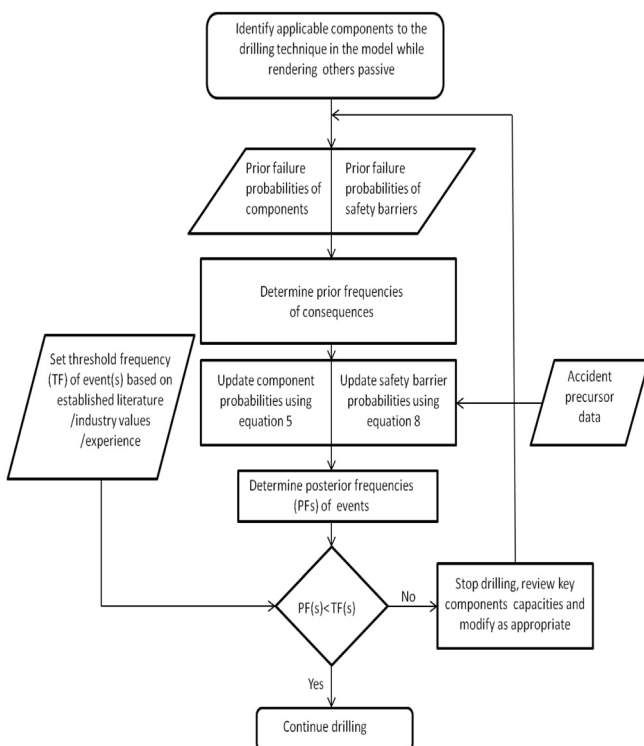 Identify applicable components to the
drilling technique in the model while
rendering others passive
Prior failure
probabilities of
components
Prior failure
probabilities of
safety barriers
Determine prior frequencies
of consequences
Set threshold frequency
(TF) of event(s) based on
established literature
/industry values
/experience
Update component
probabilities using
equation 5
Update safety barrier
probabilities using
equation 8
Accident
precursor
data
Determine posterior frequencies
(PFs) of events
PF(s)<TF(s)
No
Stop drilling, review key
components capacities and
modify as appropriate
Yes
Continue drilling